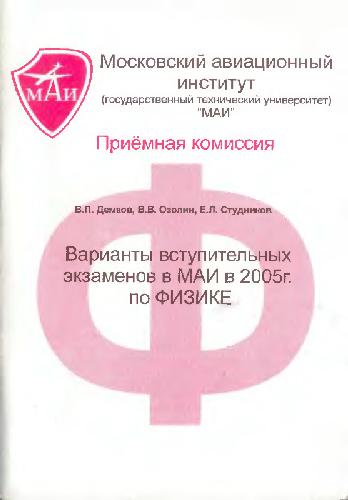 МАИ
Московский авиационный
институт
(государственный технический университет)
"МАИ"
Приёмная комиссия
В.П. Демков, В.В. Озолин, Е.Л. Студников
Варианты вступительных
экзаменов в МАИ в 2005г.
по ФИЗИКЕ
Ф